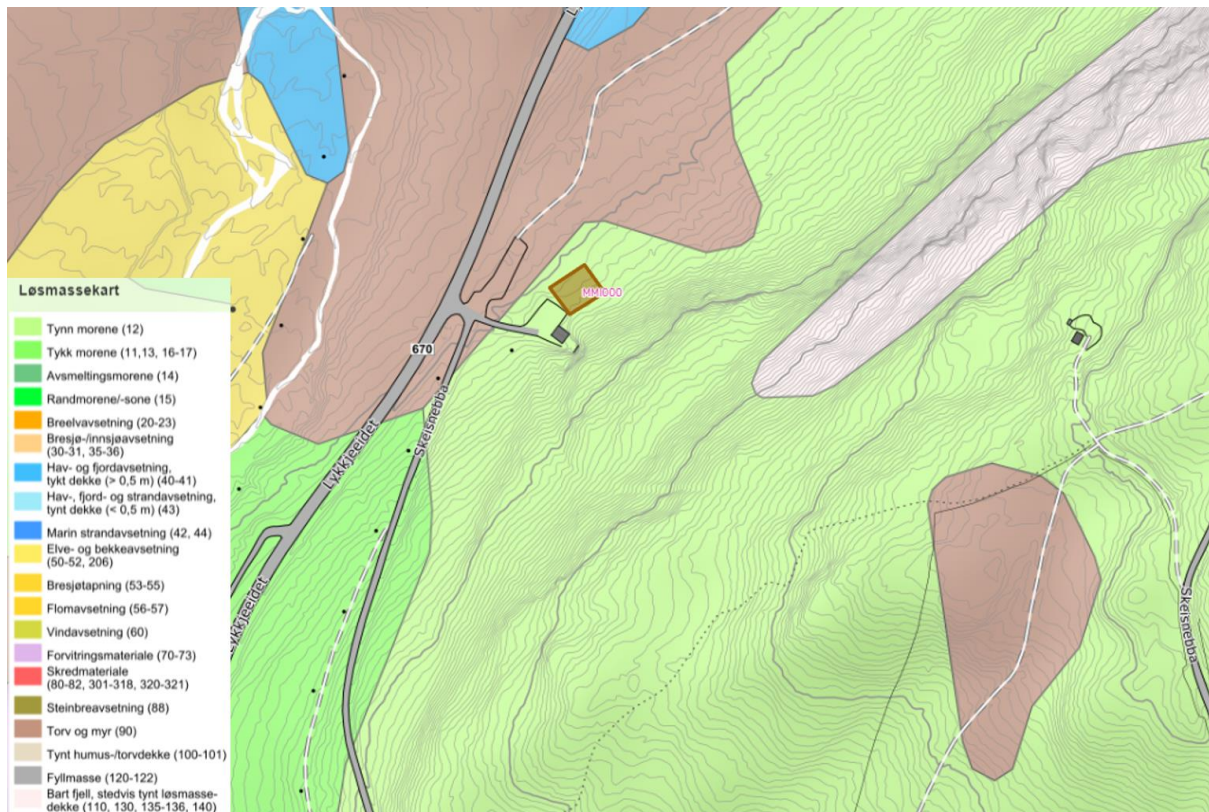 MMI000
670
Lykkjeeidet
Skeisnebba
Lykkjeeidet
Skeisnebba
Løsmassekart
Tynn morene (12)
Tykk morene (11,13, 16-17)
Avsmeltingsmorene (14)
Randmorene/-sone (15)
Breelvavsetning (20-23)
Bresjø-/innsjøavsetning
(30-31, 35-36)
Hav- og fjordavsetning,
tykt dekke (> 0,5 m) (40-41)
Hav-, fjord- og strandavsetning,
tynt dekke (< 0,5 m) (43)
Marin strandavsetning (42, 44)
Elve- og bekkeavsetning
(50-52, 206)
Bresjøtapning (53-55)
Flomavsetning (56-57)
Vindavsetning (60)
Forvitringsmateriale (70-73)
Skredmateriale
(80-82, 301-318, 320-321)
Steinbreavsetning (88)
Torv og myr (90)
Tynt humus-/torvdekke (100-101)
Fyllmasse (120-122)
Bart fjell, stedvis tynt løsmasse-
dekke (110, 130, 135-136, 140)